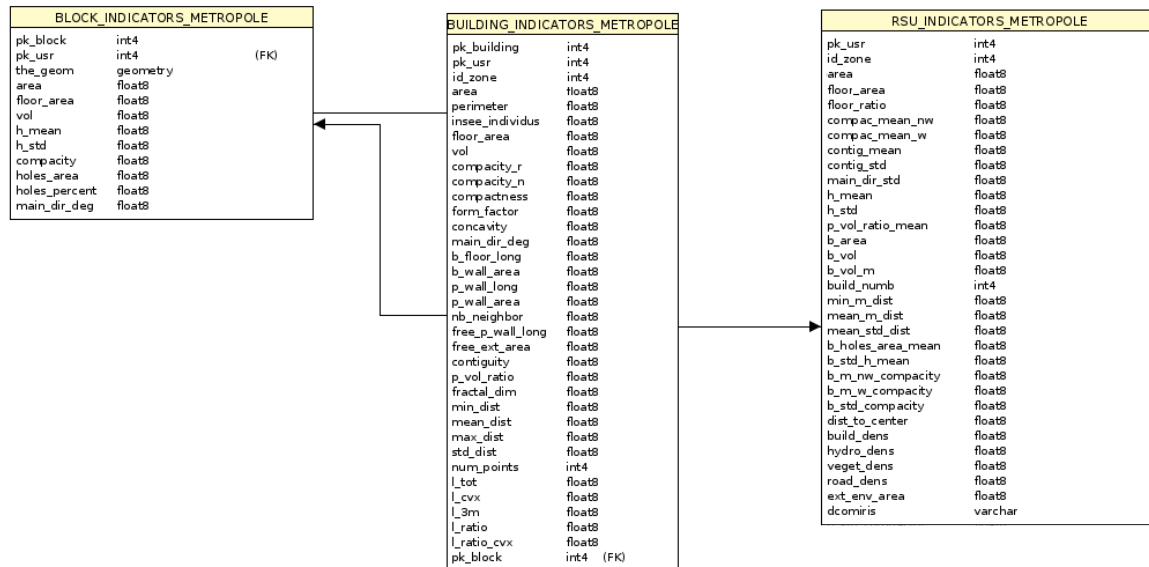 BLOCK_INDICATORS_METROPOLE
pk_block int4
pk_usr int4 (FK)
the_geom geometry
area float8
floor_area float8
vol float8
h_mean float8
h_std float8
compacity float8
holes_area float8
holes_percent float8
main_dir_deg float8
BUILDING_INDICATORS_METROPOLE
pk_building int4
pk_usr int4
id_zone int4
area float8
perimeter float8
insee_individus float8
floor_area float8
vol float8
compacity_r float8
compacity_n float8
compactness float8
form_factor float8
concavity float8
main_dir_deg float8
b_floor_long float8
b_wall_area float8
p_wall_long float8
p_wall_area float8
nb_neighbor float8
free_p_wall_long float8
free_ext_area float8
contiguity float8
p_vol_ratio float8
fractal_dim float8
min_dist float8
mean_dist float8
max_dist float8
std_dist float8
num_points int4
l_tot float8
l_cvx float8
l_3m float8
l_ratio float8
l_ratio_cvx float8
pk_block int4 (FK)
RSU_INDICATORS_METROPOLE
pk_usr int4
id_zone int4
area float8
floor_area float8
floor_ratio float8
compac_mean_nw float8
compac_mean_w float8
contig_mean float8
contig_std float8
main_dir_std float8
h_mean float8
h_std float8
p_vol_ratio_mean float8
b_area float8
b_vol float8
b_vol_m float8
build_numb int4
min_m_dist float8
mean_m_dist float8
mean_std_dist float8
b_holes_area_mean float8
b_std_h_mean float8
b_m_nw_compacity float8
b_m_w_compacity float8
b_std_compacity float8
dist_to_center float8
build_dens float8
hydro_dens float8
veget_dens float8
road_dens float8
ext_env_area float8
dcomiris varchar